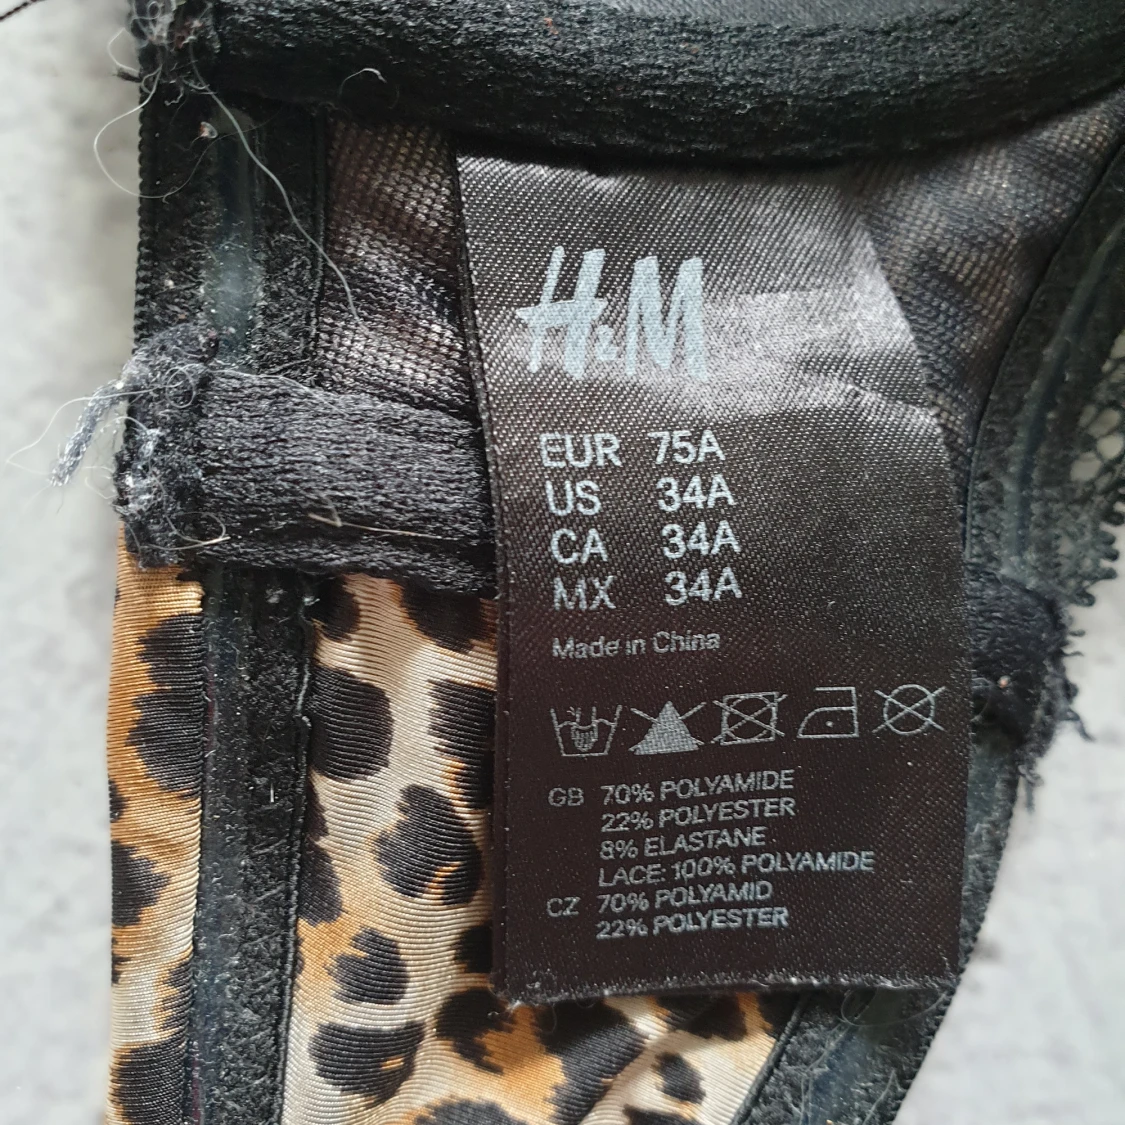 H&M
EUR 75A
US 34A
CA 34A
MX 34A
Made in China
GB 70% POLYAMIDE
22% POLYESTER
8% ELASTANE
LACE: 100% POLYAMIDE
CZ 70% POLYAMID
22% POLYESTER